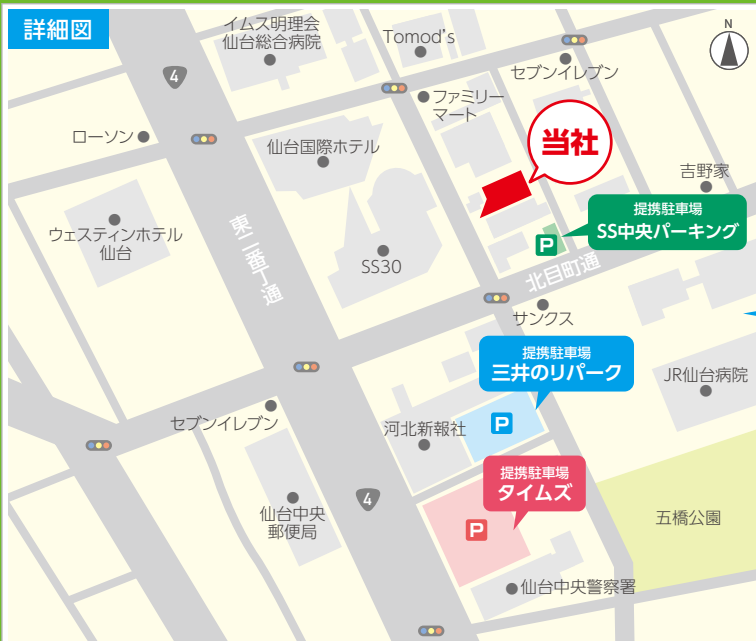 詳細図
N
イムス明理会
仙台総合病院
Tomod's
セブンイレブン
4
ファミリー
マート
ローソン
仙台国際ホテル
当社
吉野家
提携駐車場
SS中央パーキング
P
ウェスティンホテル
仙台
東二番丁通
SS30
北目町通
サンクス
提携駐車場
三井のリパーク
P
JR仙台病院
セブンイレブン
河北新報社
提携駐車場
タイムズ
P
4
仙台中央
郵便局
五橋公園
仙台中央警察署